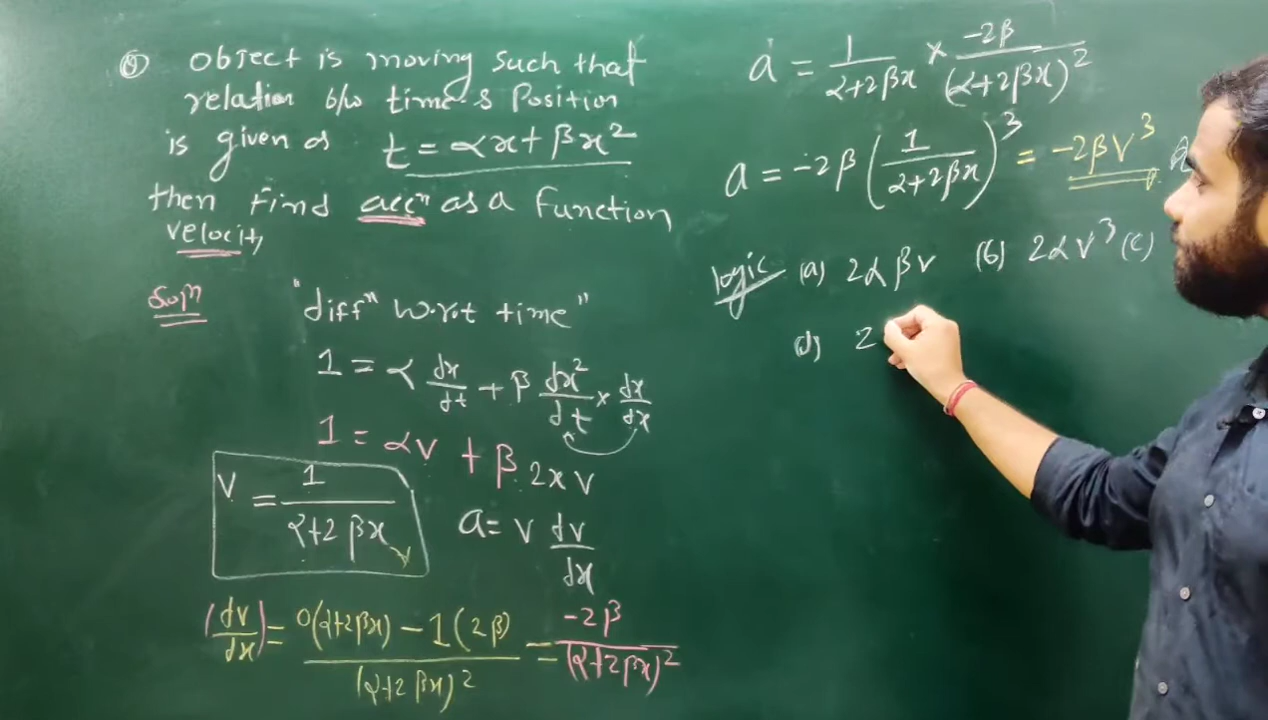 Q object is moving such that
relation b/w time & Position
is given as t = αx + βx²
then Find accⁿ as a function
velocity
Solⁿ "diffⁿ w.r.t time"
1 = α dx/dt + β dx²/dt × dx/dx
1 = αv + β 2x v
v = 1/(α+2βx)
a = v dv/dx
(dv/dx) = (0(α+2βx) − 1(2β))/(α+2βx)² = −2β/(α+2βx)²
a = 1/(α+2βx) × −2β/(α+2βx)²
a = −2β (1/(α+2βx))³ = −2βv³
logic (a) 2αβv (b) 2αv³ (c)
(d) 2